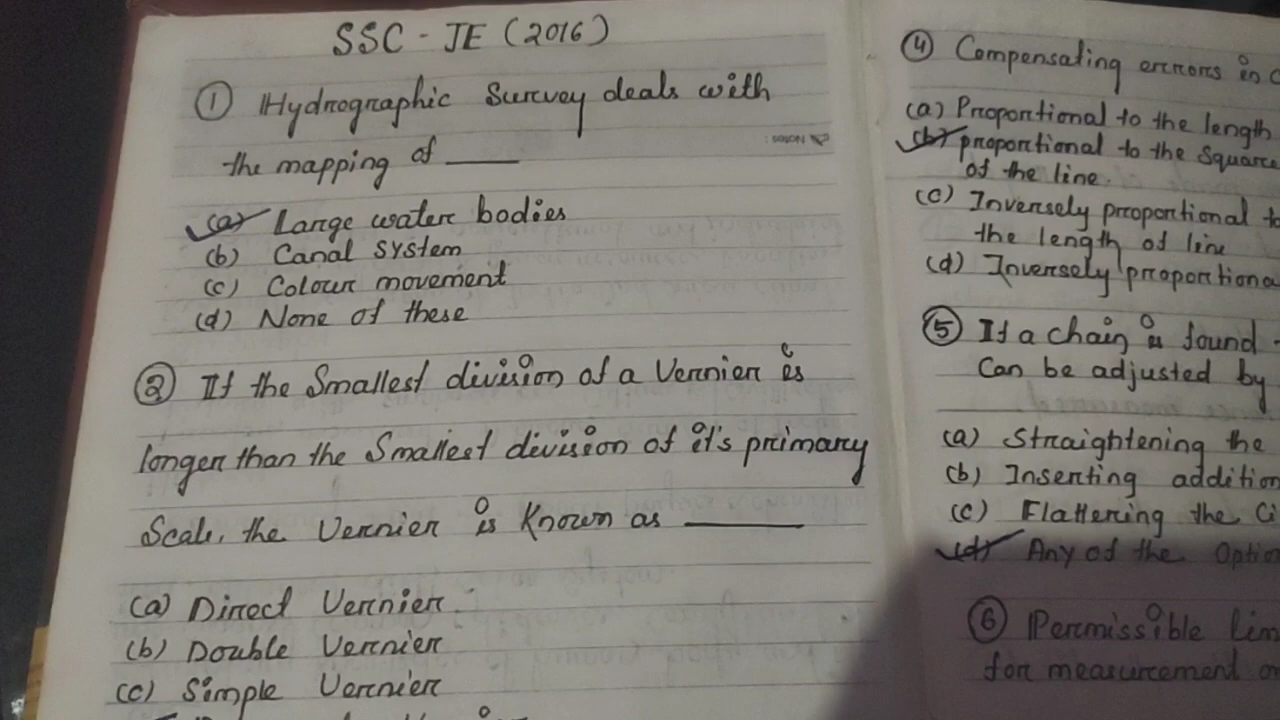 SSC - JE (2016)
① Hydrographic Survey deals with
the mapping of ____
(a) Large water bodies
(b) Canal System
(c) Colour movement
(d) None of these
② If the Smallest division of a Vernier is
longer than the Smallest division of it's primary
Scale, the Vernier is Known as ____
(a) Direct Vernier
(b) Double Vernier
(c) Simple Vernier
④ Compensating errors in
(a) Proportional to the length
(b) proportional to the Square
of the line.
(c) Inversely proportional to
the length of line
(d) Inversely proportiona
⑤ If a chain is found
Can be adjusted by
(a) Straightening the
(b) Inserting addition
(c) Flattering the Ci
(d) Any of the Optio
⑥ Permissible lim
for measurement o